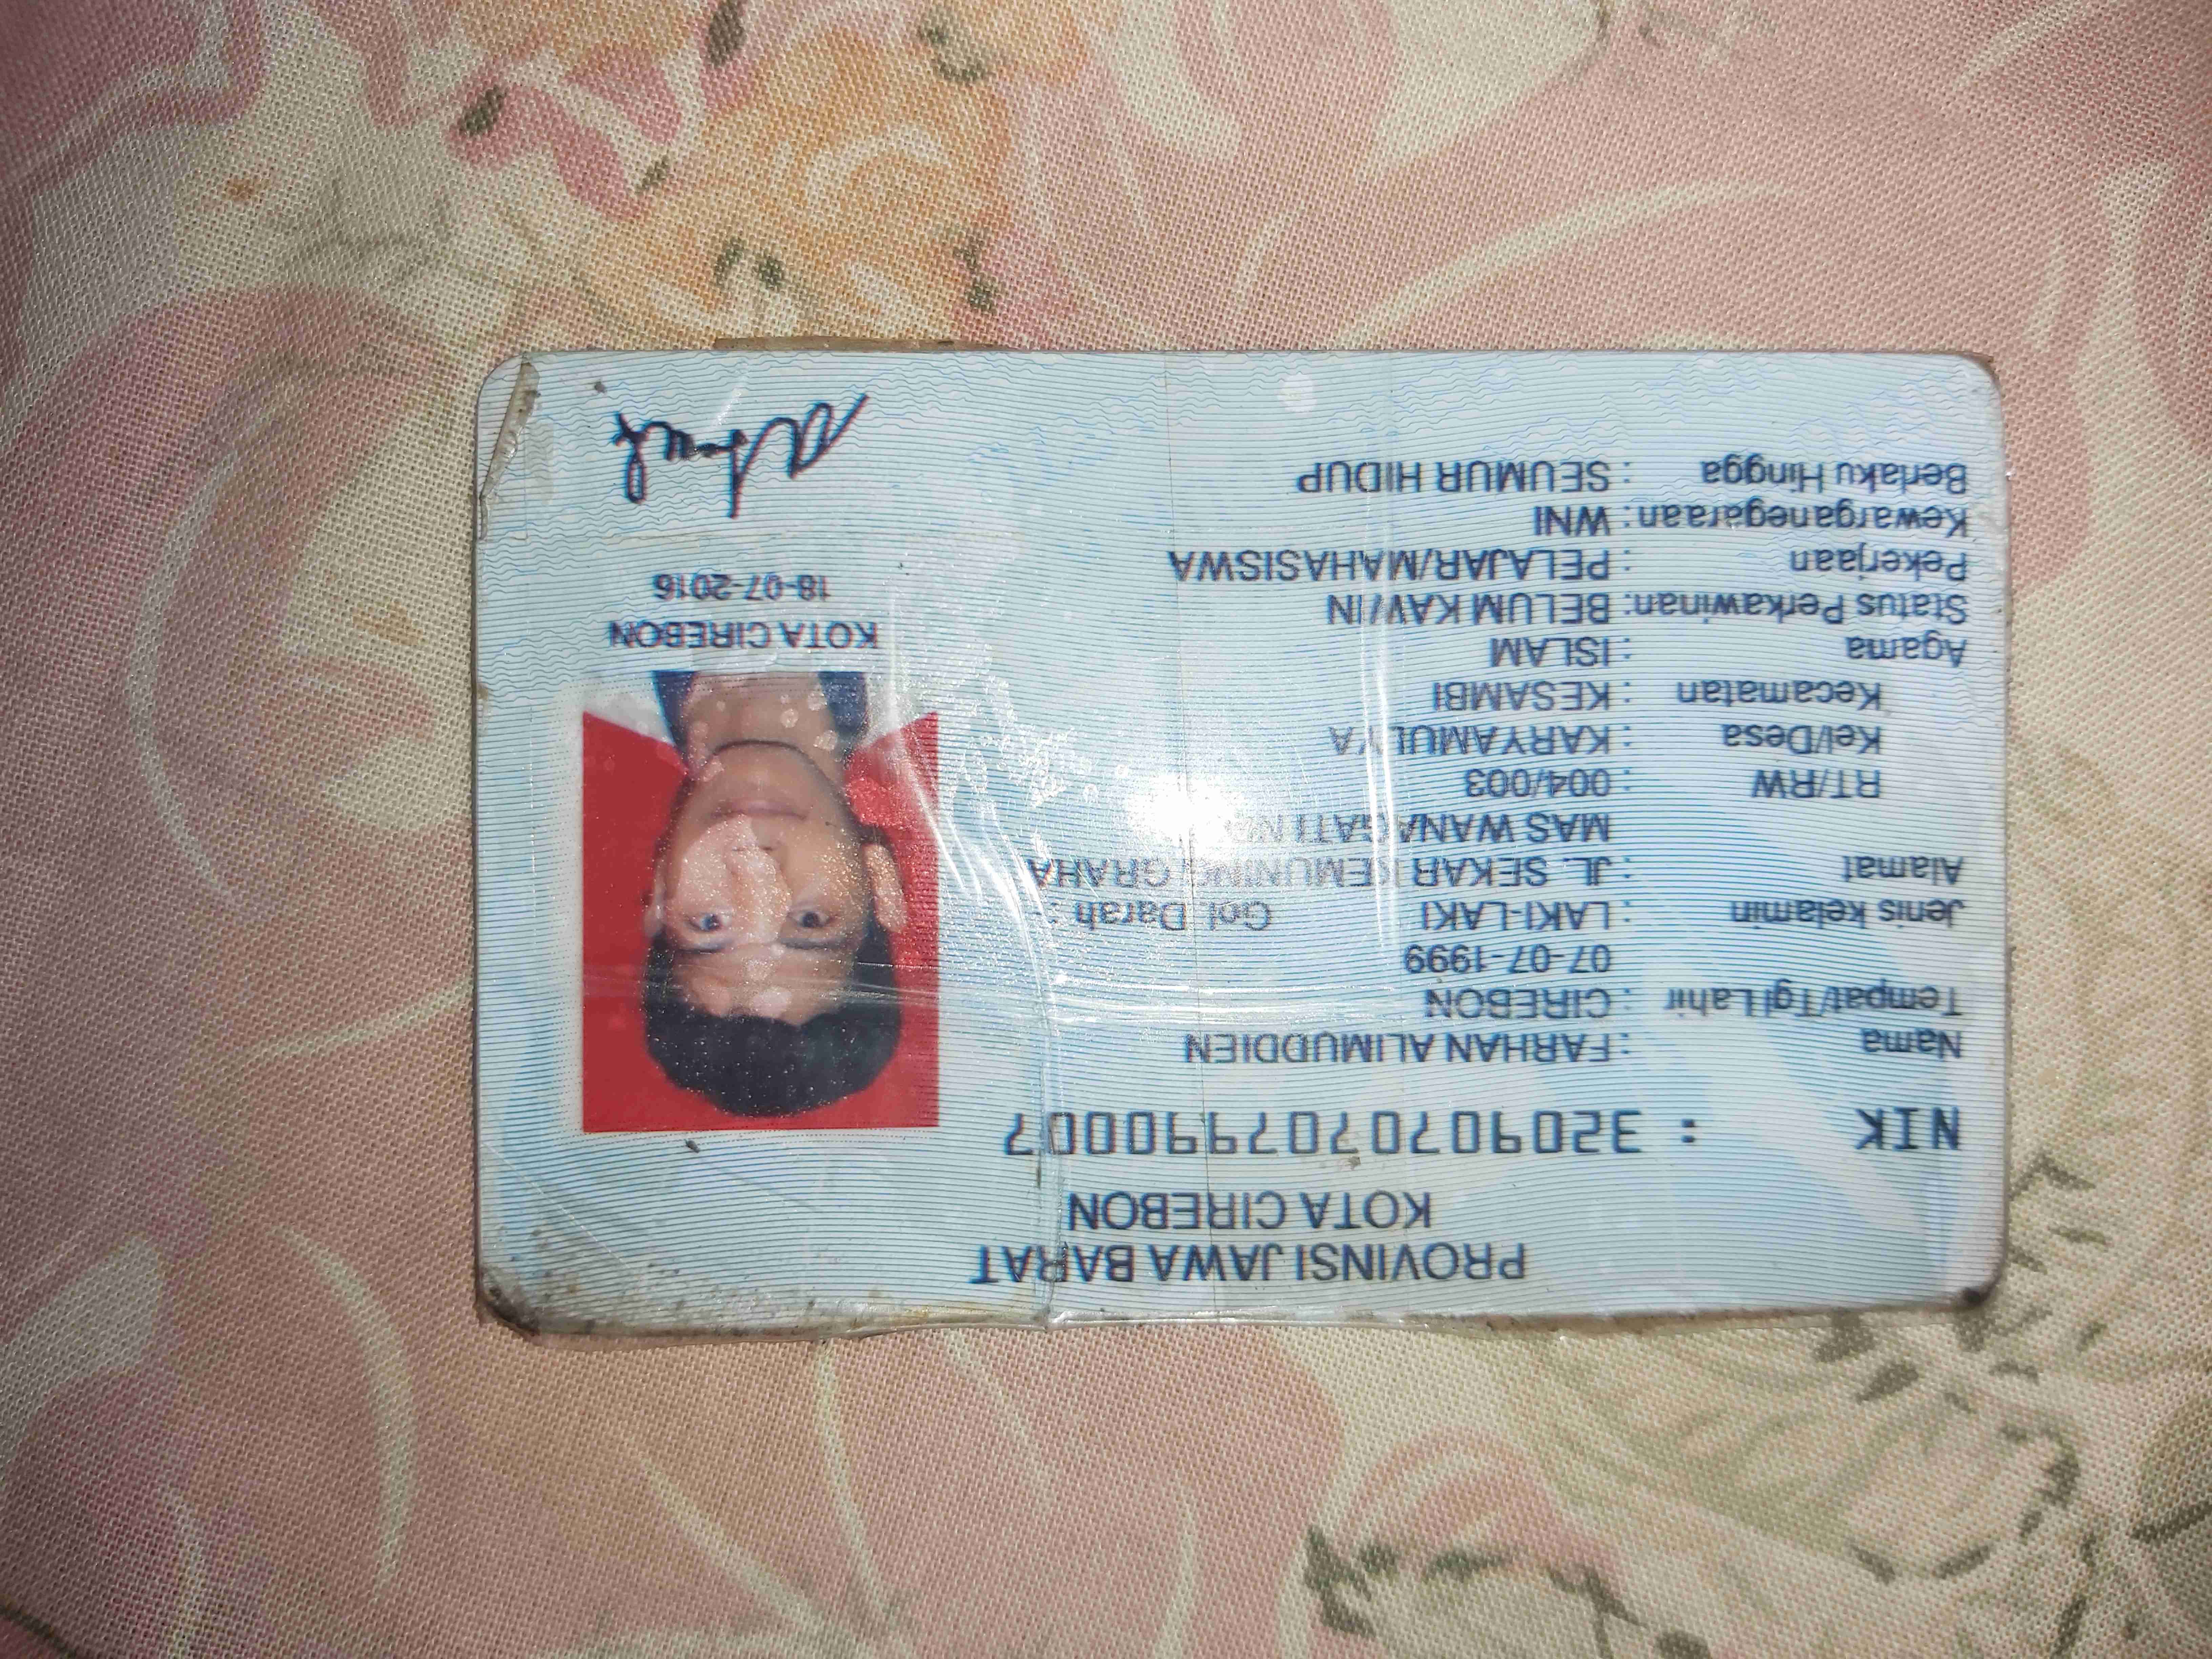 PROVINSI JAWA BARAT
KOTA CIREBON
NIK : 3209070707990007
Nama : FARHAN ALIMUDDIEN
Tempat/Tgl Lahir : CIREBON
07-07-1999
Jenis kelamin : LAKI-LAKI Gol Darah : -
Alamat : JL. SEKAR KEMUNING GRAHA
MAS WANAGATI
RT/RW : 004/003
Kel/Desa : KARYAMULYA
Kecamatan : KESAMBI
Agama : ISLAM
Status Perkawinan: BELUM KAWIN
Pekerjaan : PELAJAR/MAHASISWA
Kewarganegaraan: WNI
Berlaku Hingga : SEUMUR HIDUP
KOTA CIREBON
18-07-2016